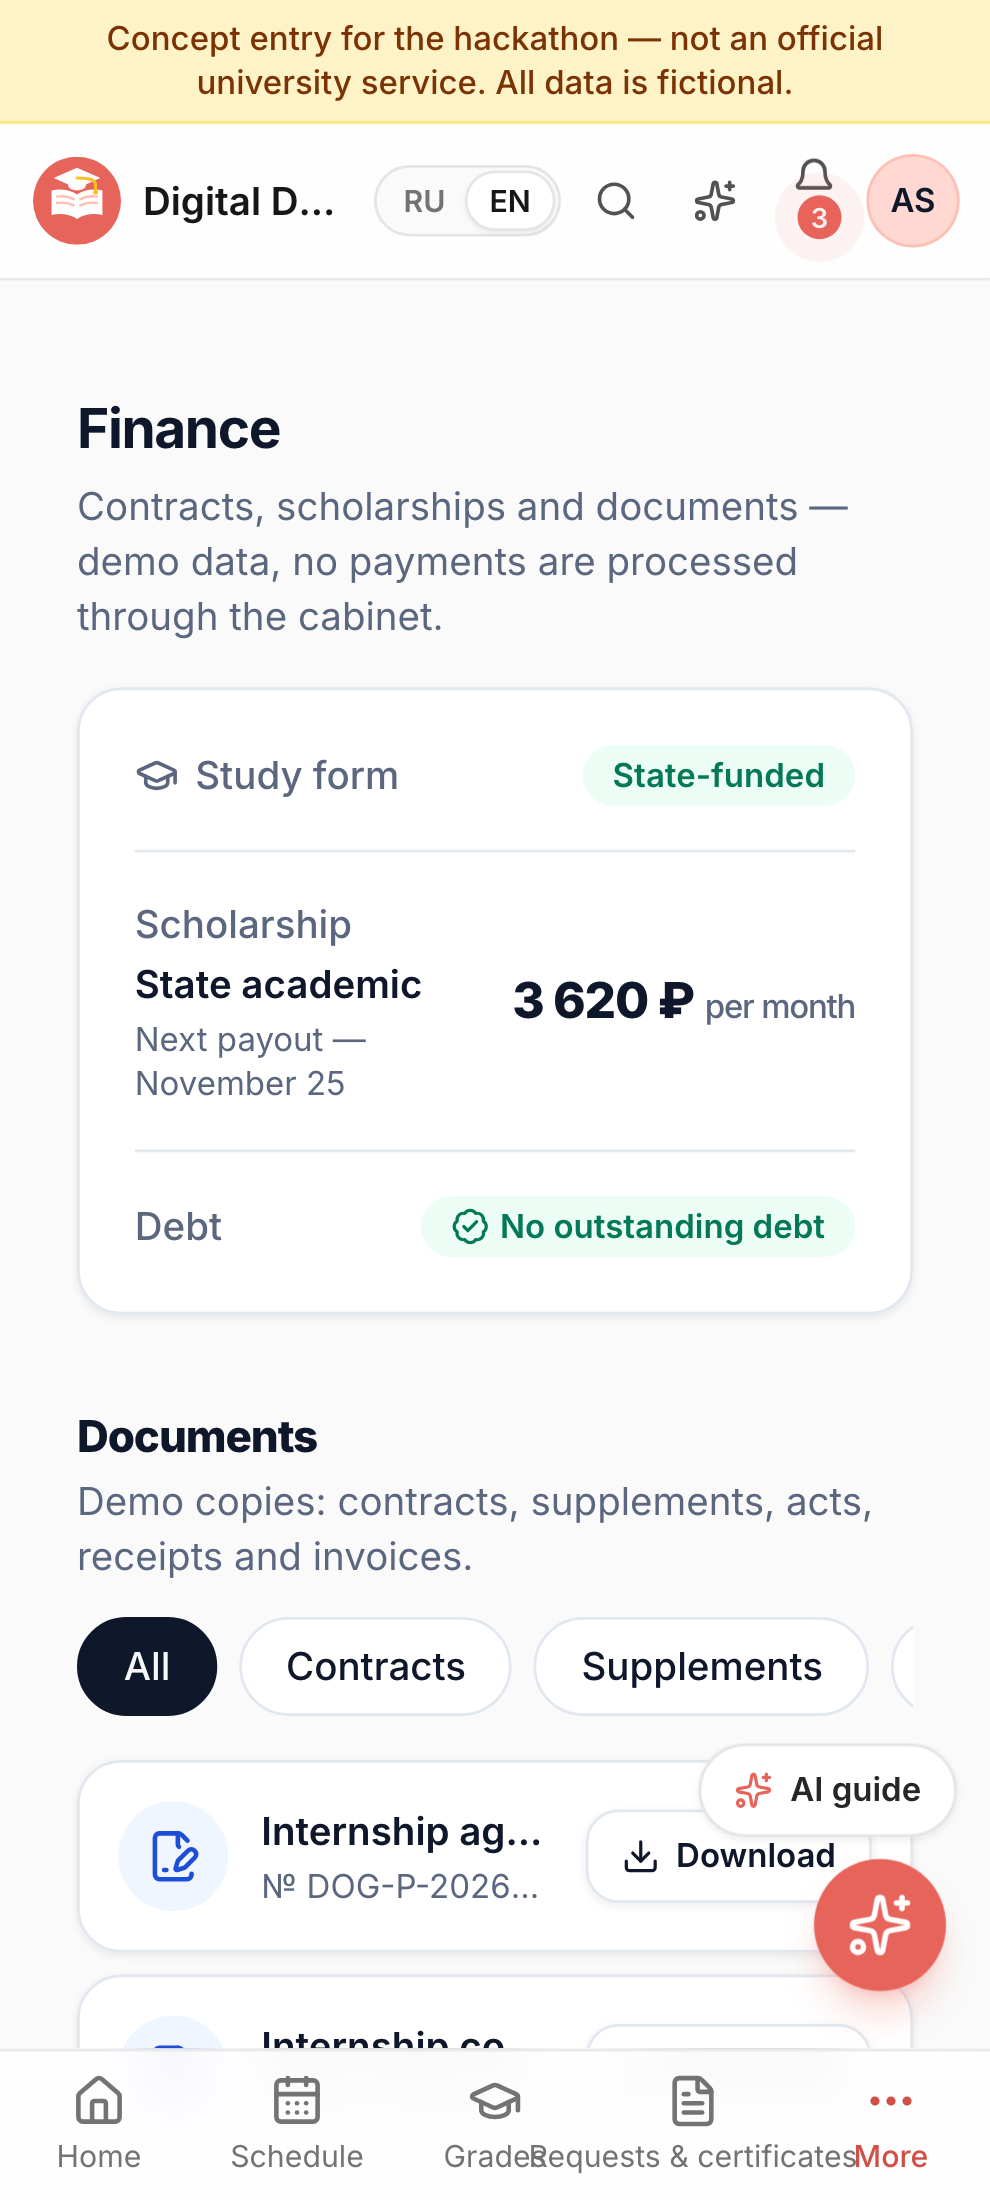 Concept entry for the hackathon — not an official
university service. All data is fictional.
Digital D...
RU
EN
3
AS
Finance
Contracts, scholarships and documents —
demo data, no payments are processed
through the cabinet.
Study form
State-funded
Scholarship
State academic
3 620 ₽ per month
Next payout —
November 25
Debt
No outstanding debt
Documents
Demo copies: contracts, supplements, acts,
receipts and invoices.
All
Contracts
Supplements
AI guide
Internship ag...
№ DOG-P-2026...
Download
Internship co...
Home
Schedule
Grades
Requests & certificates
More